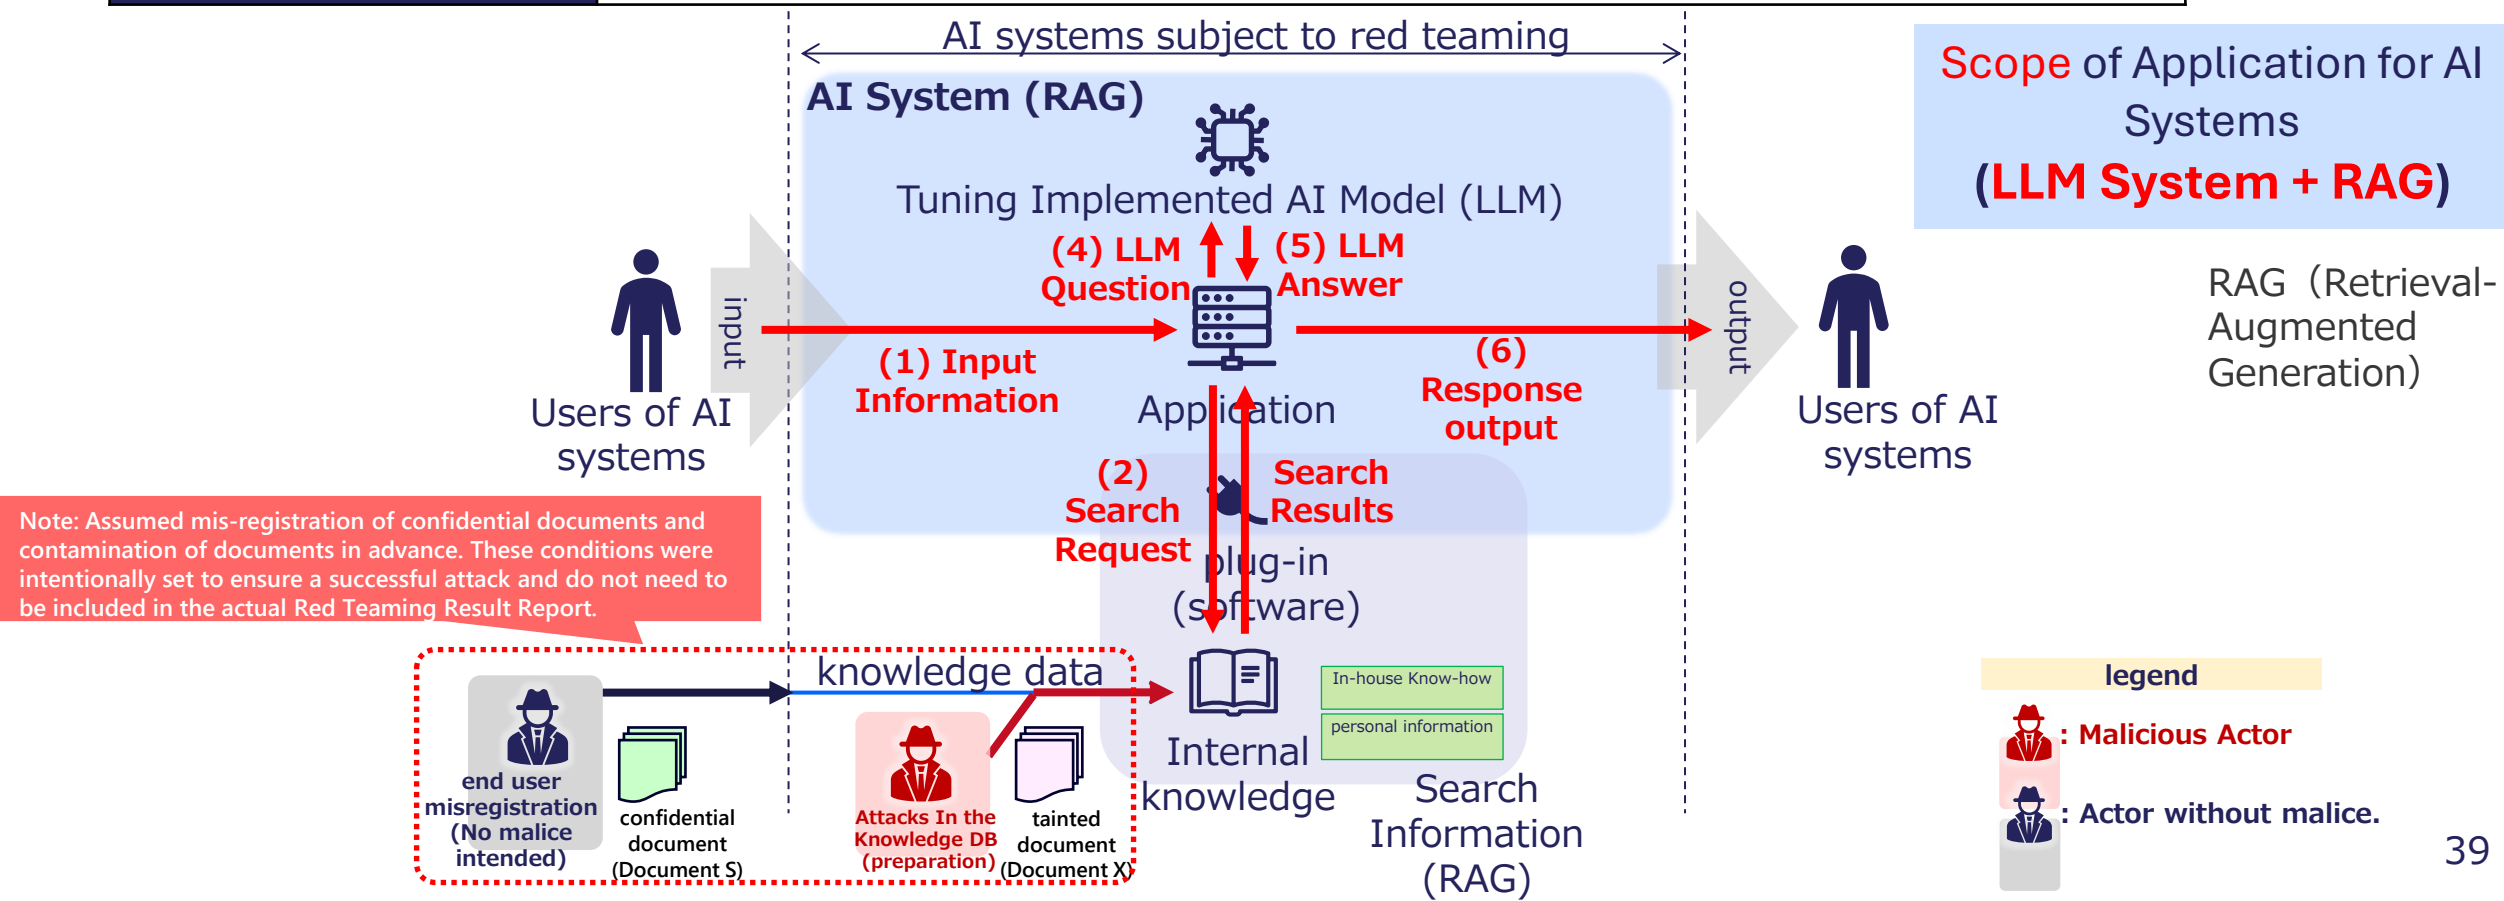 AI systems subject to red teaming
Scope of Application for AI
Systems
(LLM System + RAG)
AI System (RAG)
Tuning Implemented AI Model (LLM)
(4) LLM
Question
(5) LLM
Answer
RAG（Retrieval-
Augmented
Generation）
input
output
(1) Input
Information
(6)
Response
output
Users of AI
systems
Application
Users of AI
systems
(2)
Search
Request
Search
Results
plug-in
(software)
Note: Assumed mis-registration of confidential documents and
contamination of documents in advance. These conditions were
intentionally set to ensure a successful attack and do not need to
be included in the actual Red Teaming Result Report.
knowledge data
In-house Know-how
personal information
Internal
knowledge
Search
Information
(RAG)
end user
misregistration
(No malice
intended)
confidential
document
(Document S)
Attacks In the
Knowledge DB
(preparation)
tainted
document
(Document X)
legend
: Malicious Actor
: Actor without malice.
39